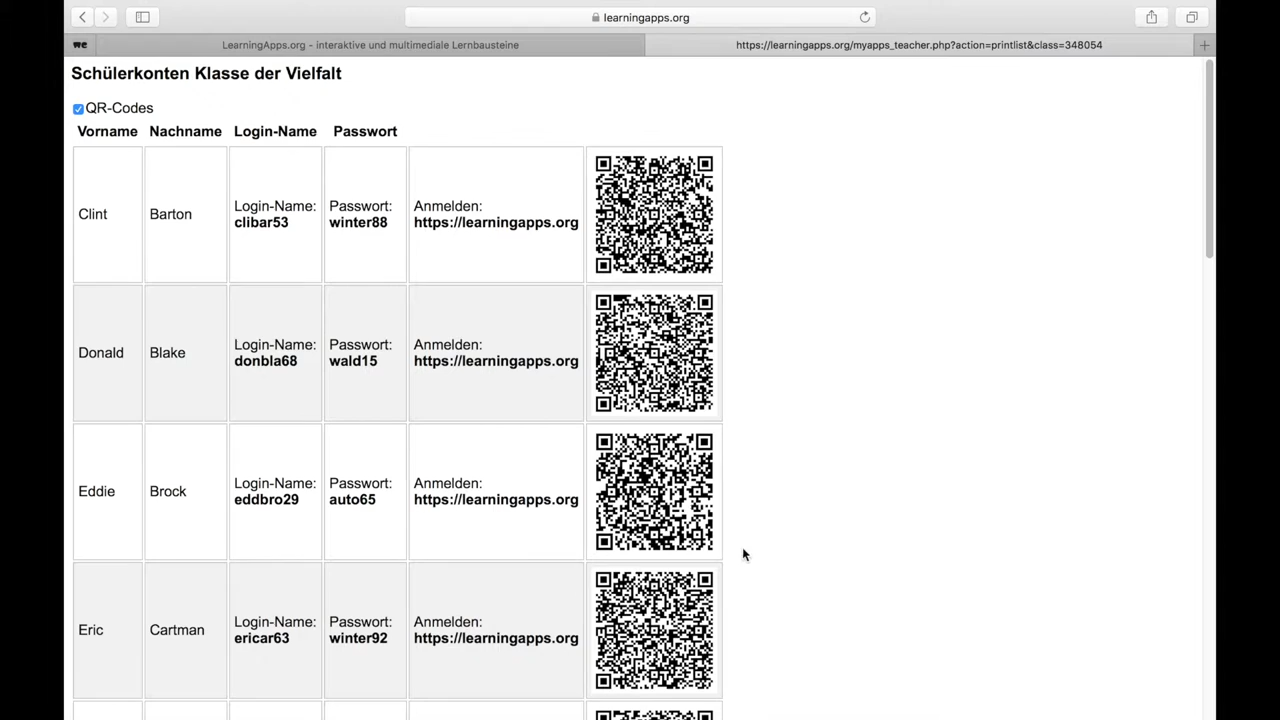 learningapps.org
we
LearningApps.org - interaktive und multimediale Lernbausteine
https://learningapps.org/myapps_teacher.php?action=printlist&class=348054
Schülerkonten Klasse der Vielfalt
QR-Codes
Vorname Nachname Login-Name Passwort
Clint Barton Login-Name: clibar53 Passwort: winter88 Anmelden: https://learningapps.org
Donald Blake Login-Name: donbla68 Passwort: wald15 Anmelden: https://learningapps.org
Eddie Brock Login-Name: eddbro29 Passwort: auto65 Anmelden: https://learningapps.org
Eric Cartman Login-Name: ericar63 Passwort: winter92 Anmelden: https://learningapps.org